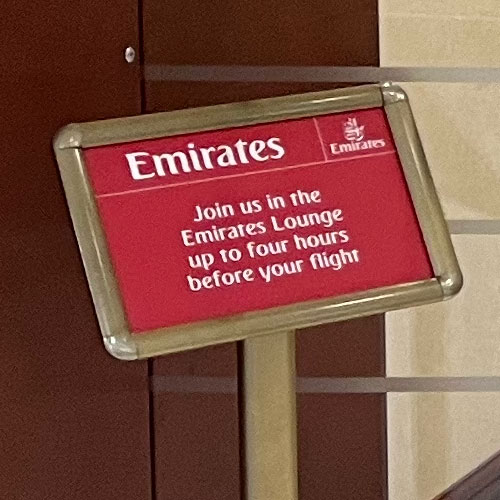 Emirates
Emirates
Join us in the
Emirates Lounge
up to four hours
before your flight